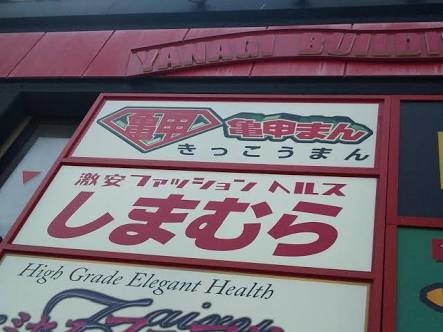 YANAGI BUILD
亀甲 亀甲まん
きっこうまん
激安ファッションヘルス
しまむら
High Grade Elegant Health